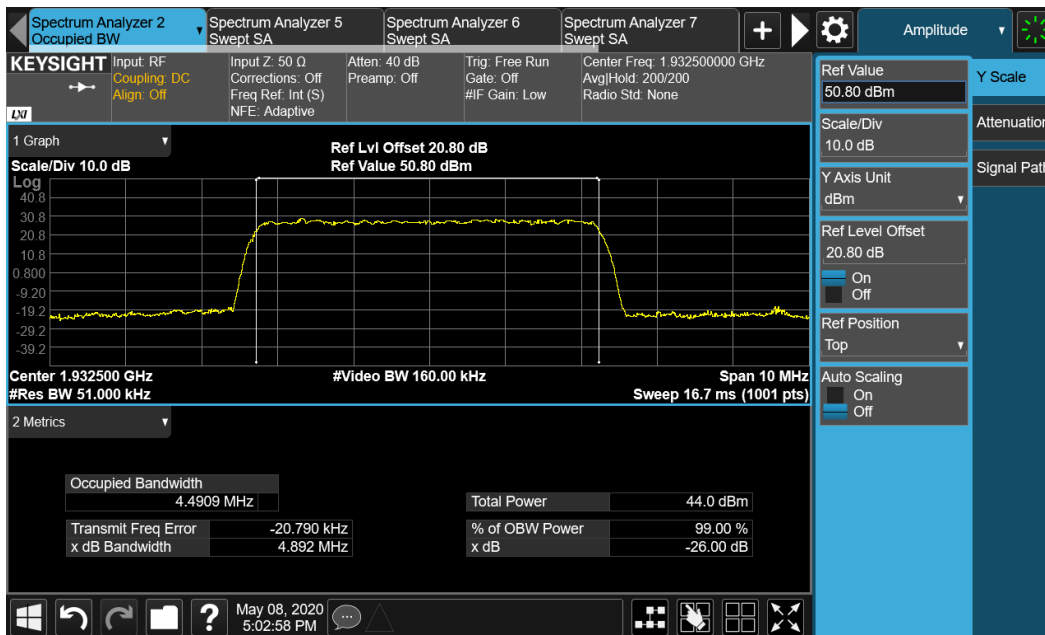 Spectrum Analyzer 2
Occupied BW
Spectrum Analyzer 5
Swept SA
Spectrum Analyzer 6
Swept SA
Spectrum Analyzer 7
Swept SA
+
Amplitude
KEYSIGHT
LXI
Input: RF
Coupling: DC
Align: Off
Input Z: 50 Ω
Corrections: Off
Freq Ref: Int (S)
NFE: Adaptive
Atten: 40 dB
Preamp: Off
Trig: Free Run
Gate: Off
#IF Gain: Low
Center Freq: 1.932500000 GHz
Avg|Hold: 200/200
Radio Std: None
1 Graph
Scale/Div 10.0 dB
Ref Lvl Offset 20.80 dB
Ref Value 50.80 dBm
Log
40.8
30.8
20.8
10.8
0.800
-9.20
-19.2
-29.2
-39.2
Center 1.932500 GHz
#Video BW 160.00 kHz
Span 10 MHz
#Res BW 51.000 kHz
Sweep 16.7 ms (1001 pts)
2 Metrics
Occupied Bandwidth
4.4909 MHz
Transmit Freq Error -20.790 kHz
x dB Bandwidth 4.892 MHz
Total Power 44.0 dBm
% of OBW Power 99.00 %
x dB -26.00 dB
Ref Value
50.80 dBm
Scale/Div
10.0 dB
Y Axis Unit
dBm
Ref Level Offset
20.80 dB
On
Off
Ref Position
Top
Auto Scaling
On
Off
Y Scale
Attenuation
Signal Path
?
May 08, 2020
5:02:58 PM